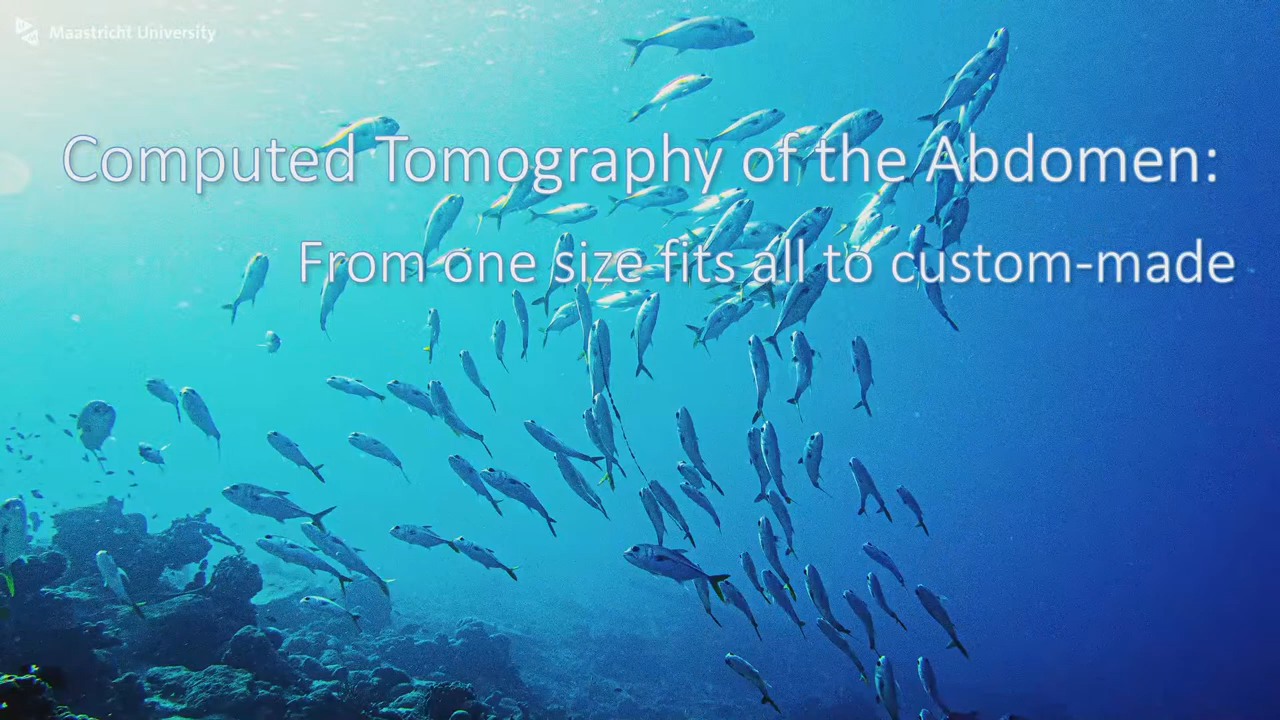 Maastricht University
Computed Tomography of the Abdomen:
From one size fits all to custom-made